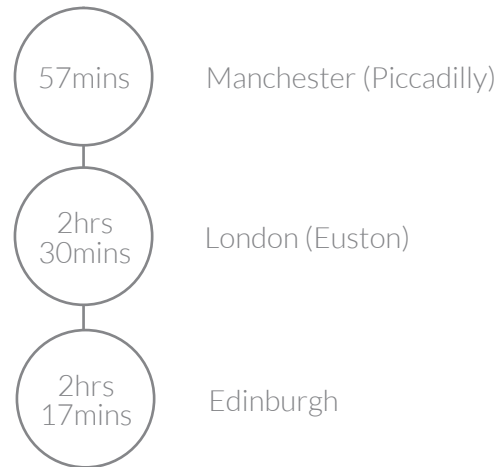 57mins
Manchester (Piccadilly)
2hrs
30mins
London (Euston)
2hrs
17mins
Edinburgh